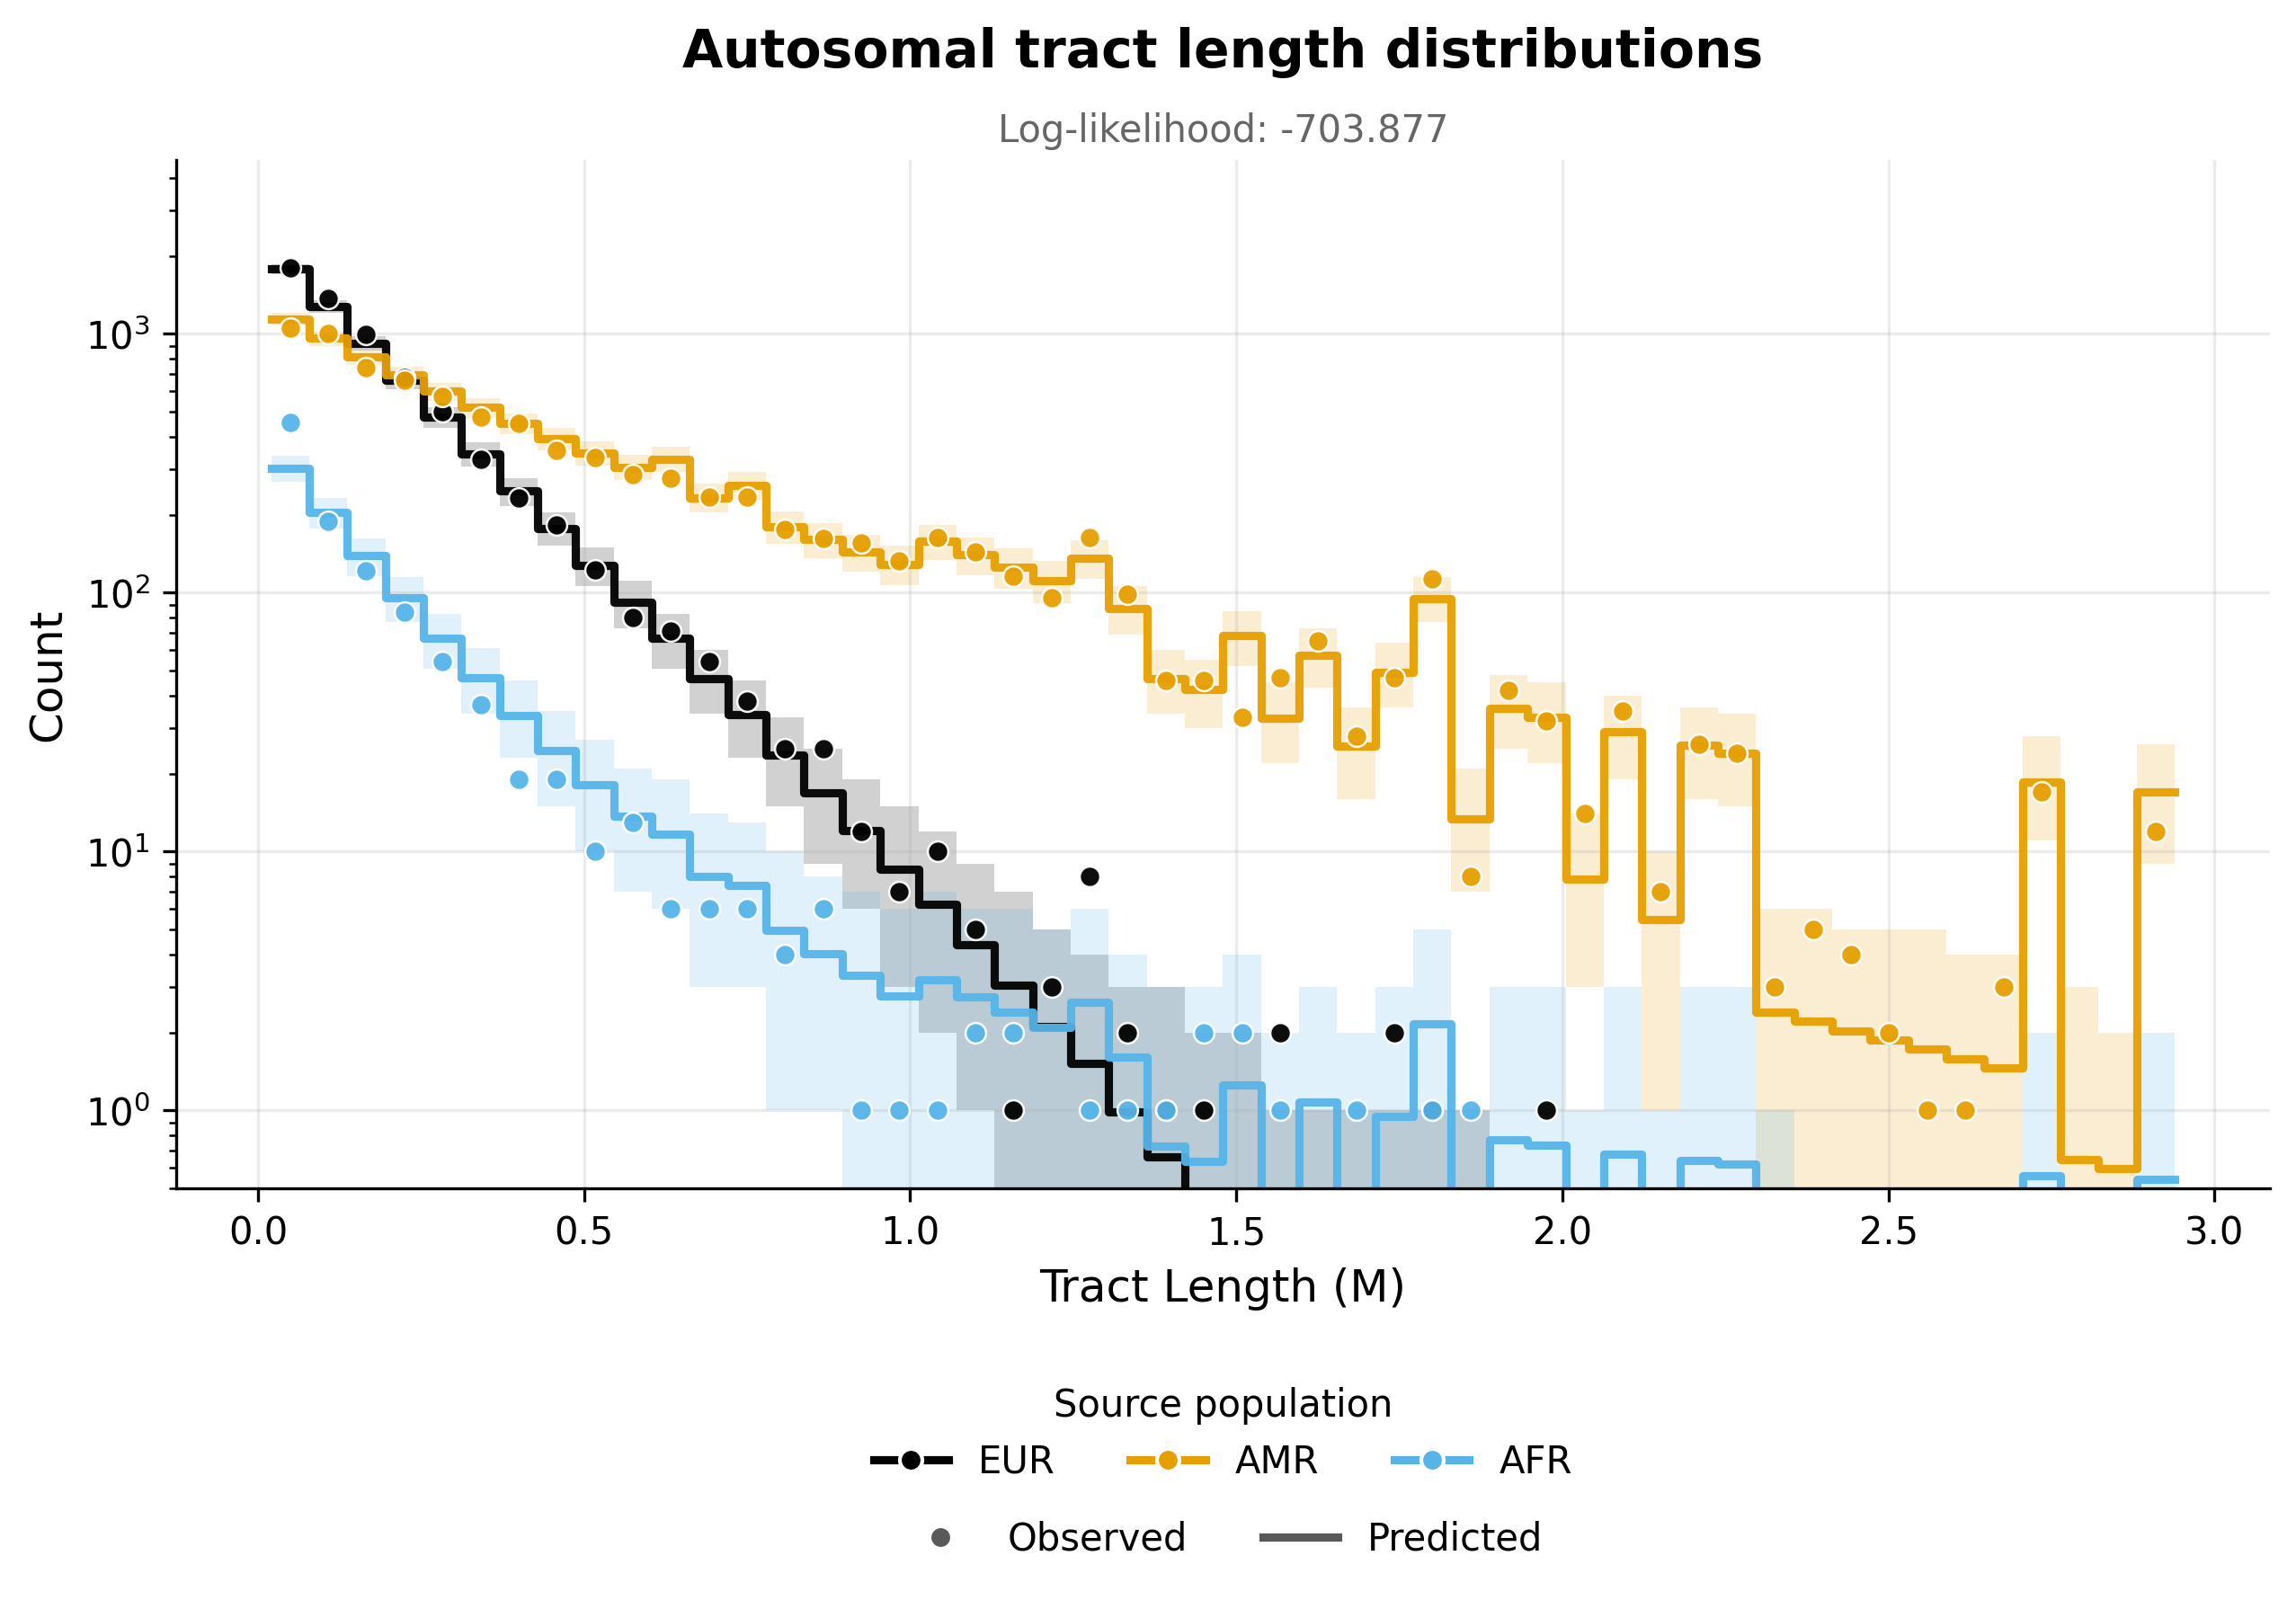 Autosomal tract length distributions
Log-likelihood: -703.877
Count
10³
10²
10¹
10⁰
0.0 0.5 1.0 1.5 2.0 2.5 3.0
Tract Length (M)
Source population
EUR AMR AFR
Observed Predicted